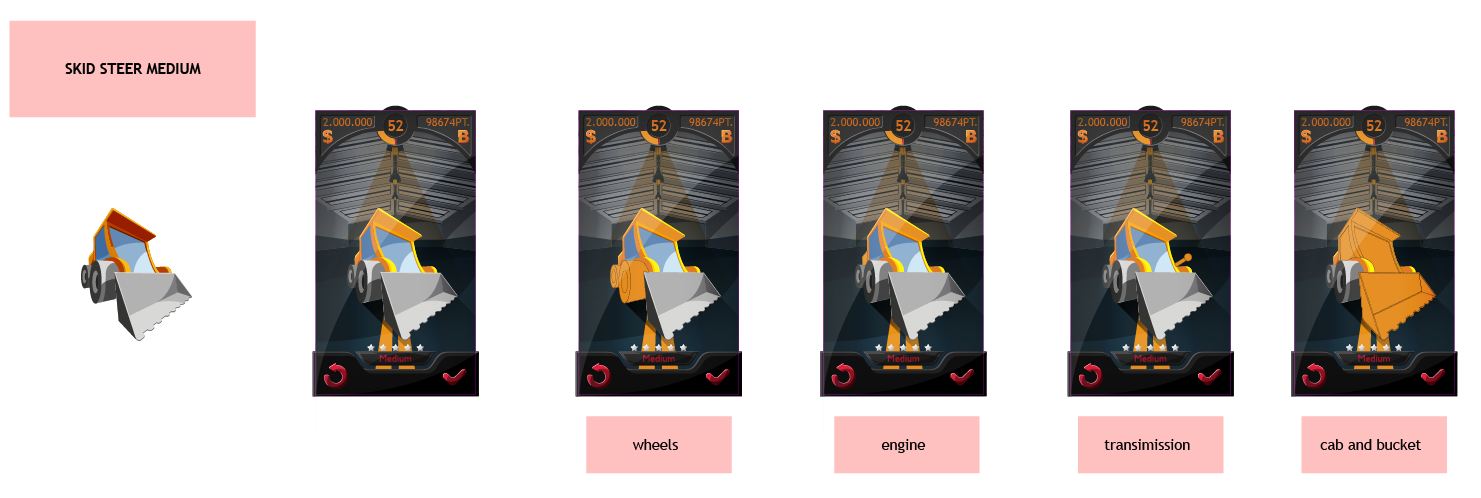 SKID STEER MEDIUM
2.000.000 52 98674PT.
$ B
Medium
2.000.000 52 98674PT.
$ B
Medium
wheels
2.000.000 52 98674PT.
$ B
Medium
engine
2.000.000 52 98674PT.
$ B
Medium
transimission
2.000.000 52 98674PT.
$ B
Medium
cab and bucket